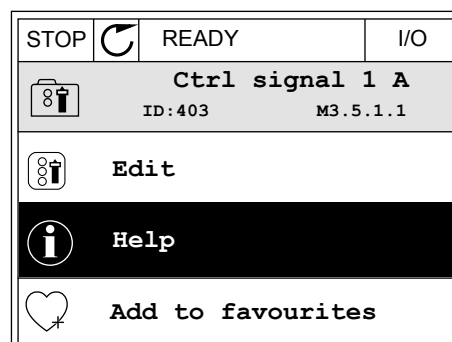 STOP READY I/O
Ctrl signal 1 A
ID:403 M3.5.1.1
Edit
Help
Add to favourites